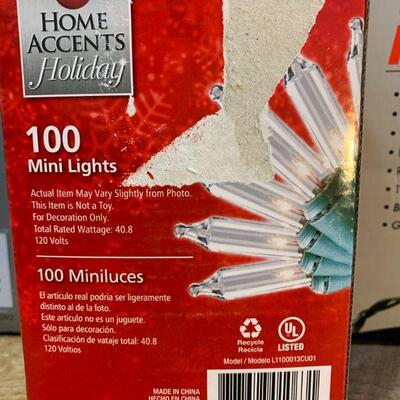 HOME ACCENTS
Holiday
100
Mini Lights
Actual Item May Vary Slightly from Photo.
This Item is Not a Toy.
For Decoration Only.
Total Rated Wattage: 40.8
120 Volts
100 Miniluces
El artículo real podría ser ligeramente
distinto al de la foto.
Este artículo no es un juguete.
Sólo para decoración.
Clasificación de vataje total: 40.8
120 Voltios
Recycle
Recicla
UL
LISTED
Model / Modelo L1100013CU01
MADE IN CHINA
HECHO EN CHINA